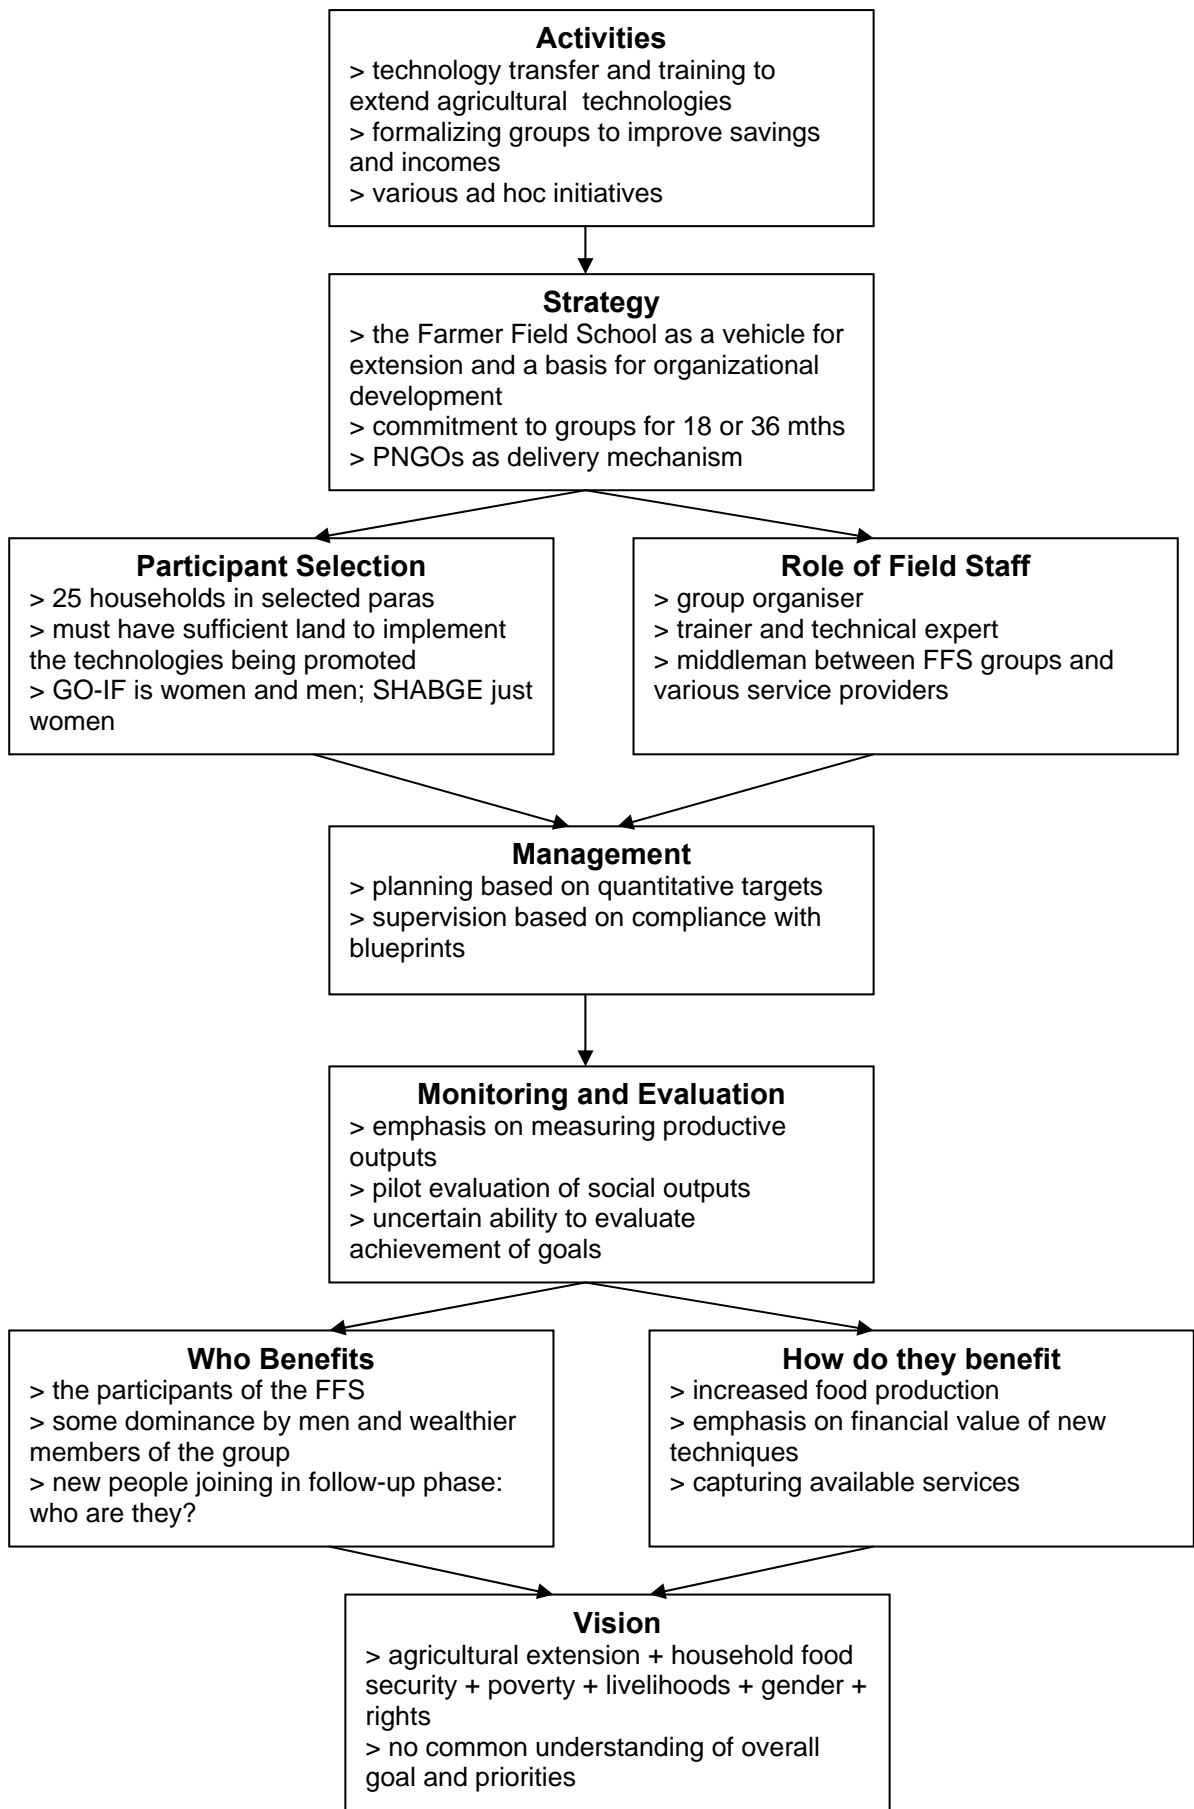 Activities
> technology transfer and training to
extend agricultural  technologies
> formalizing groups to improve savings
and incomes
> various ad hoc initiatives
Strategy
> the Farmer Field School as a vehicle for
extension and a basis for organizational
development
> commitment to groups for 18 or 36 mths
> PNGOs as delivery mechanism
Participant Selection
> 25 households in selected paras
> must have sufficient land to implement
the technologies being promoted
> GO-IF is women and men; SHABGE just
women
Role of Field Staff
> group organiser
> trainer and technical expert
> middleman between FFS groups and
various service providers
Management
> planning based on quantitative targets
> supervision based on compliance with
blueprints
Monitoring and Evaluation
> emphasis on measuring productive
outputs
> pilot evaluation of social outputs
> uncertain ability to evaluate
achievement of goals
Who Benefits
> the participants of the FFS
> some dominance by men and wealthier
members of the group
> new people joining in follow-up phase:
who are they?
How do they benefit
> increased food production
> emphasis on financial value of new
techniques
> capturing available services
Vision
> agricultural extension + household food
security + poverty + livelihoods + gender +
rights
> no common understanding of overall
goal and priorities